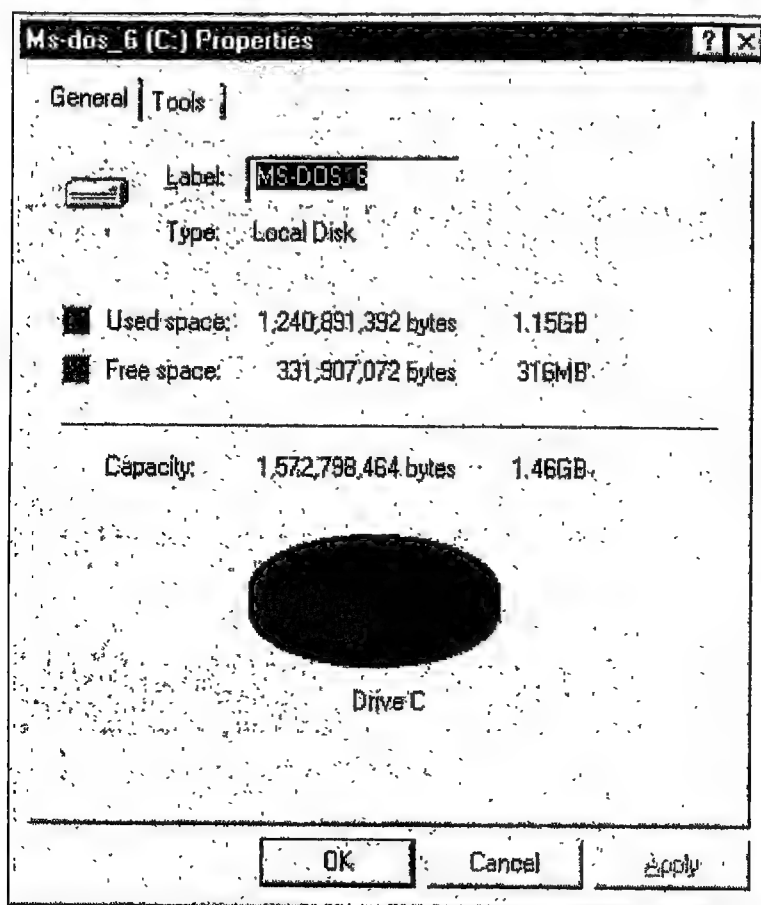 Ms-dos_6 (C:) Properties ? ×
General Tools
Label: MS-DOS_6
Type: Local Disk
Used space: 1,240,891,392 bytes 1.15GB
Free space: 331,907,072 bytes 316MB
Capacity: 1,572,798,464 bytes 1.46GB
Drive C
OK Cancel Apply